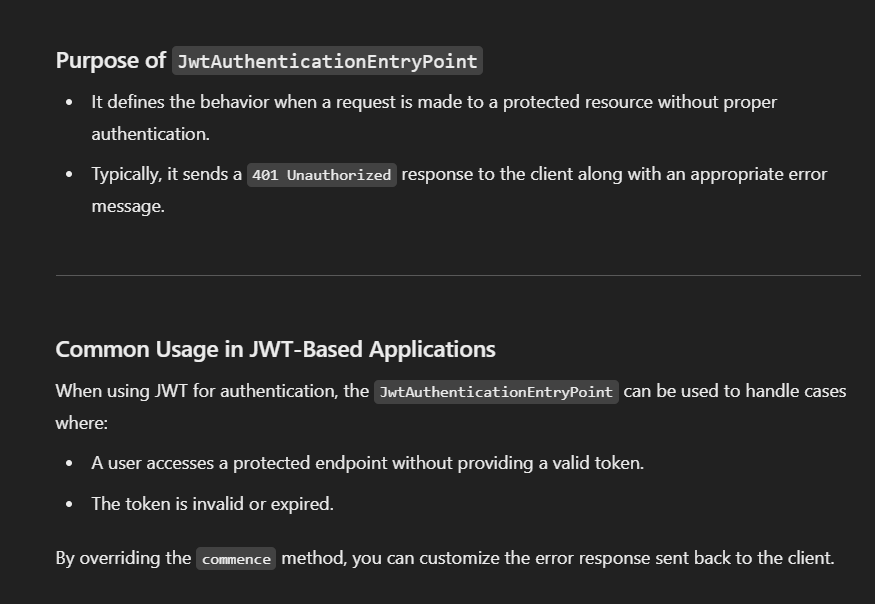 Purpose of JwtAuthenticationEntryPoint
• It defines the behavior when a request is made to a protected resource without proper
authentication.
• Typically, it sends a 401 Unauthorized response to the client along with an appropriate error
message.
Common Usage in JWT-Based Applications
When using JWT for authentication, the JwtAuthenticationEntryPoint can be used to handle cases
where:
• A user accesses a protected endpoint without providing a valid token.
• The token is invalid or expired.
By overriding the commence method, you can customize the error response sent back to the client.